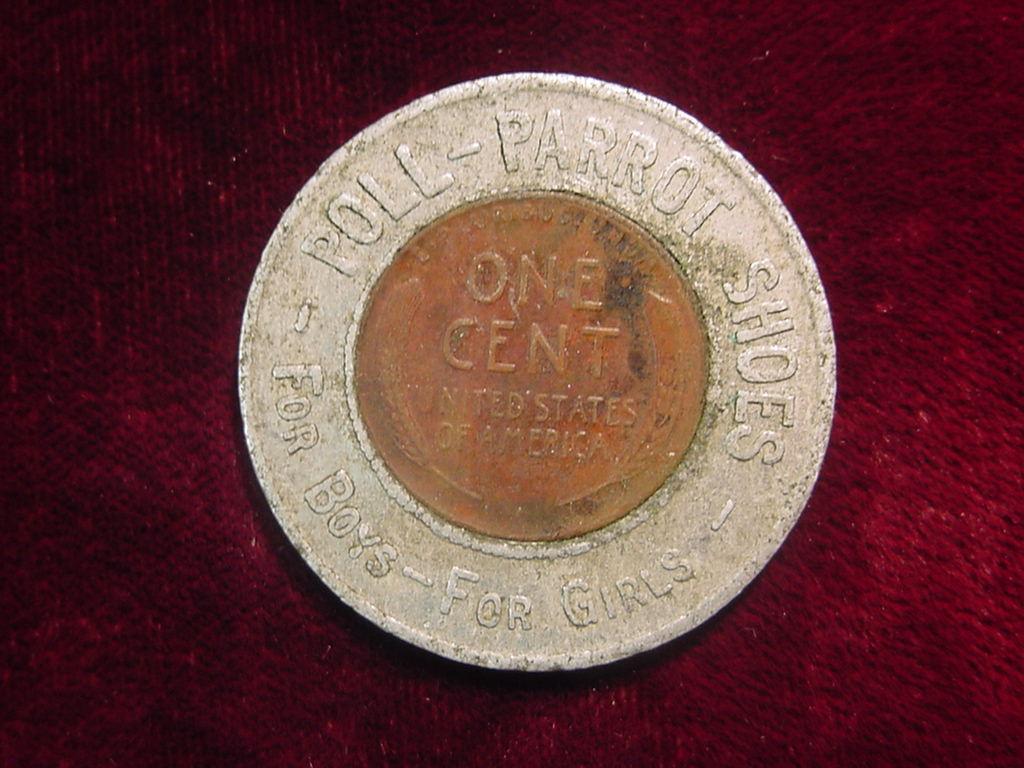 POLL-PARROT SHOES
- FOR BOYS - FOR GIRLS -
ONE
CENT
UNITED STATES
OF AMERICA